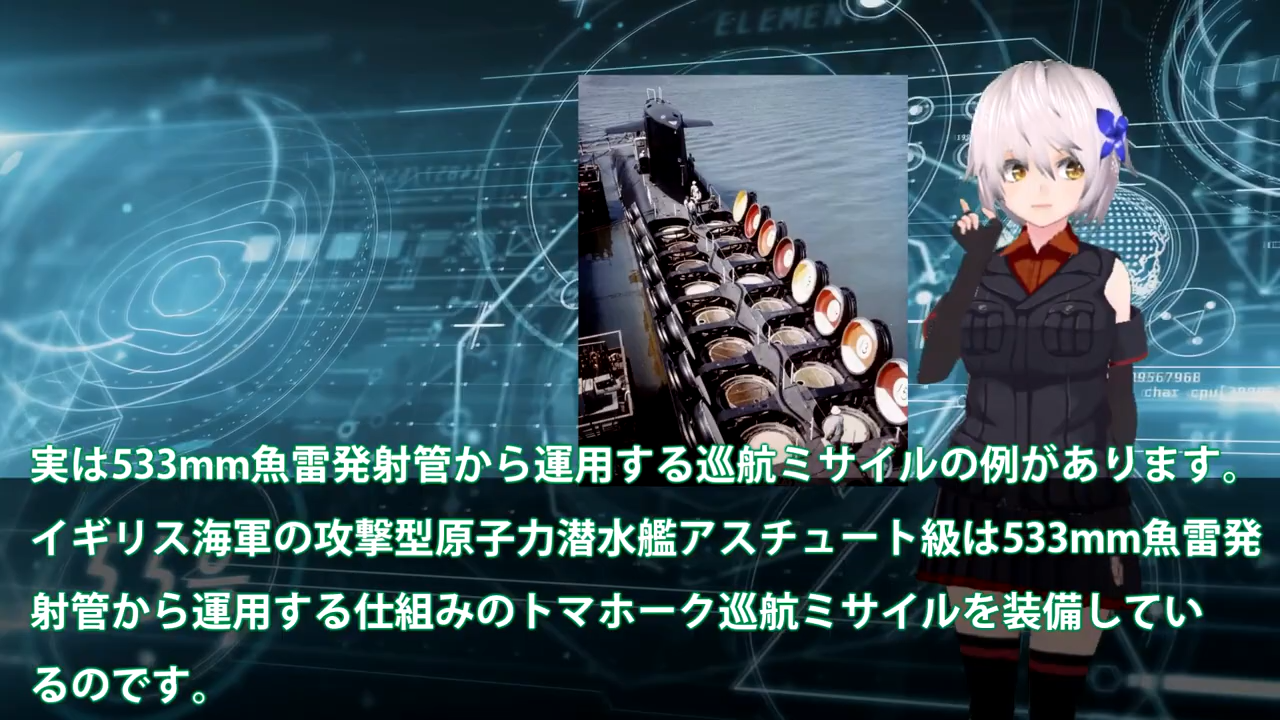 ELEMEN
19567968
char cpu[
実は533mm魚雷発射管から運用する巡航ミサイルの例があります。
イギリス海軍の攻撃型原子力潜水艦アスチュート級は533mm魚雷発
射管から運用する仕組みのトマホーク巡航ミサイルを装備してい
るのです。